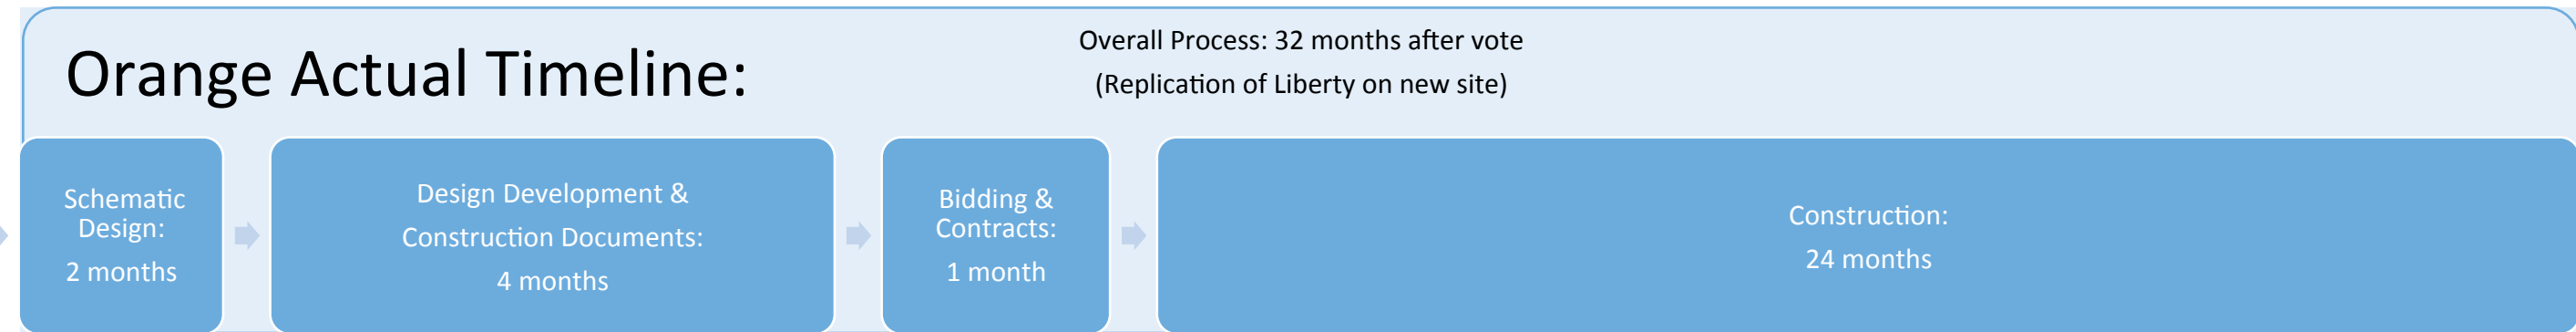 Orange Actual Timeline:
Overall Process: 32 months after vote
(Replication of Liberty on new site)
Schematic
Design:
2 months
Design Development &
Construction Documents:
4 months
Bidding &
Contracts:
1 month
Construction:
24 months